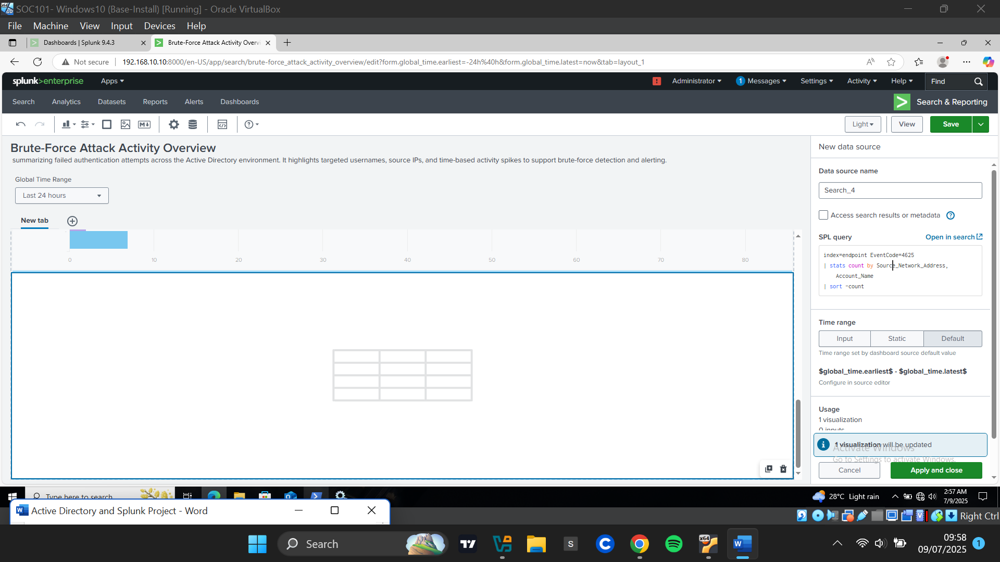 SOC101- Windows10 (Base-Install) [Running] - Oracle VirtualBox
File Machine View Input Devices Help
Dashboards | Splunk 9.4.3
Brute-Force Attack Activity Overvi
Not secure
192.168.10.10:8000/en-US/app/search/brute-force_attack_activity_overview/edit?form.global_time.earliest=-24h%40h&form.global_time.latest=now&tab=layout_1
splunk>enterprise Apps
! Administrator 1 Messages Settings Activity Help Find
Search Analytics Datasets Reports Alerts Dashboards
Search & Reporting
Light View Save
Brute-Force Attack Activity Overview
summarizing failed authentication attempts across the Active Directory environment. It highlights targeted usernames, source IPs, and time-based activity spikes to support brute-force detection and alerting.
Global Time Range
Last 24 hours
New tab
0 10 20 30 40 50 60 70 80
New data source
Data source name
Search_4
Access search results or metadata ?
SPL query Open in search
index=endpoint EventCode=4625
| stats count by Source_Network_Address,
Account_Name
| sort -count
Time range
Input Static Default
Time range set by dashboard source default value
$global_time.earliest$ - $global_time.latest$
Configure in source editor
Usage
1 visualization
0 inputs
1 visualization will be updated
Activate Windows
Go to Settings to activate Windows.
Cancel Apply and close
Type here to search
28°C Light rain
2:57 AM
7/9/2025
Active Directory and Splunk Project - Word
Right Ctrl
Search
09:58
09/07/2025
1